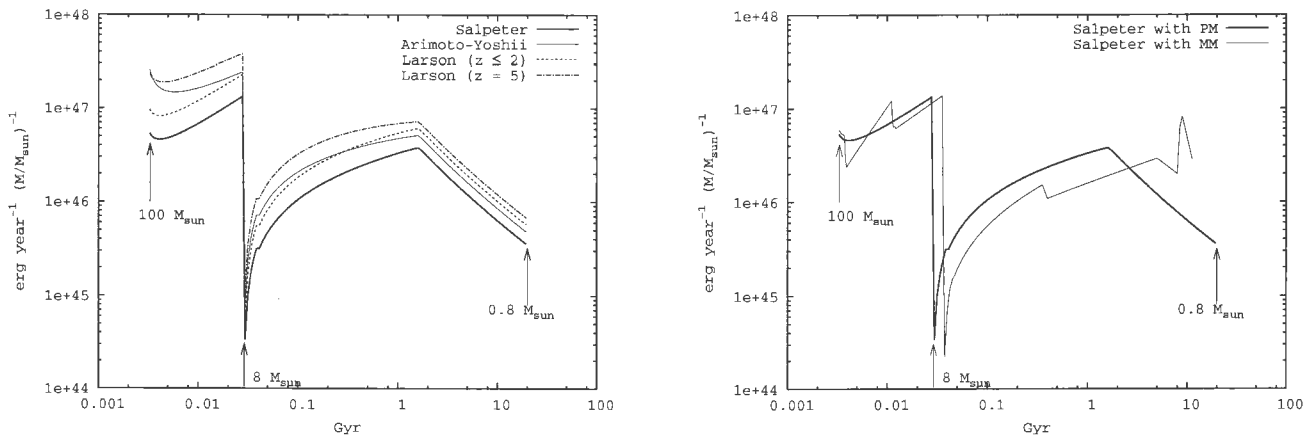 1e+48
1e+47
1e+46
1e+45
1e+44
erg year⁻¹ (M/M_sun)⁻¹
Salpeter
Arimoto-Yoshii
Larson (z ≤ 2)
Larson (z = 5)
100 M_sun
8 M_sun
0.8 M_sun
0.001 0.01 0.1 1 10 100
Gyr
1e+48
1e+47
1e+46
1e+45
1e+44
erg year⁻¹ (M/M_sun)⁻¹
Salpeter with PM
Salpeter with MM
100 M_sun
8 M_sun
0.8 M_sun
0.001 0.01 0.1 1 10 100
Gyr